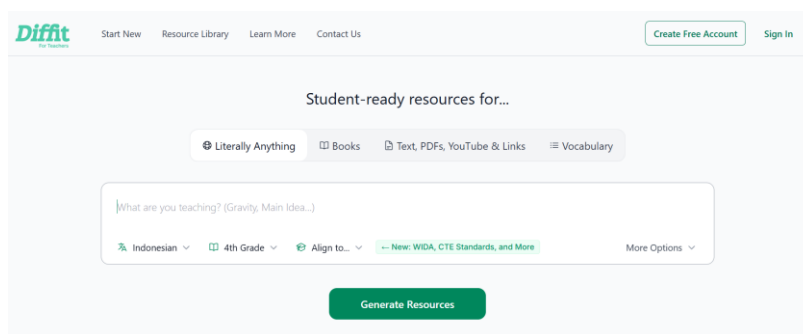 Diffit
For Teachers
Start New Resource Library Learn More Contact Us
Create Free Account Sign In
Student-ready resources for...
Literally Anything Books Text, PDFs, YouTube & Links Vocabulary
What are you teaching? (Gravity, Main Idea...)
Indonesian 4th Grade Align to... ← New: WIDA, CTE Standards, and More More Options
Generate Resources